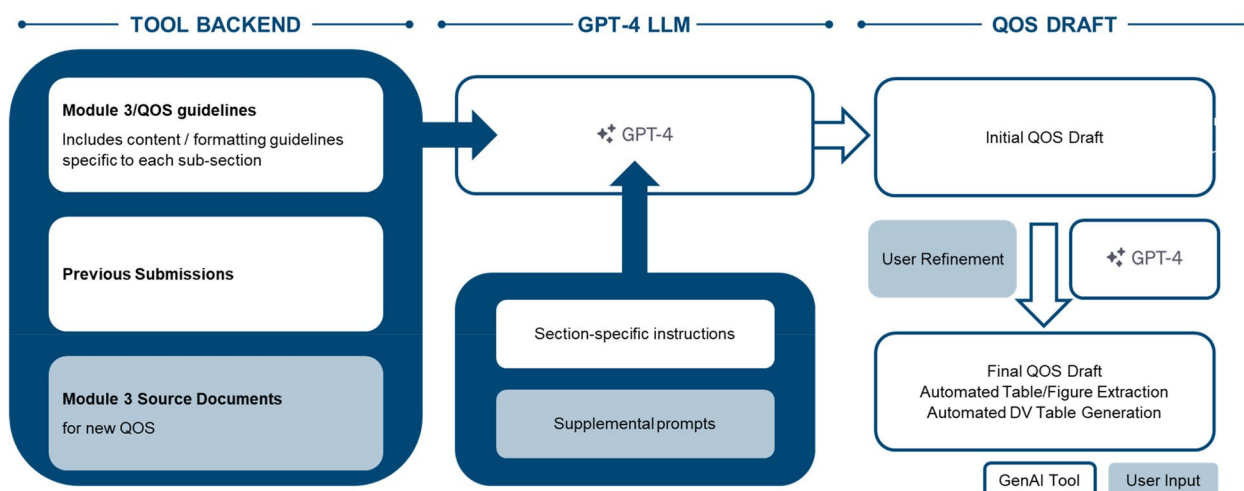 TOOL BACKEND
GPT-4 LLM
QOS DRAFT
Module 3/QOS guidelines
Includes content / formatting guidelines
specific to each sub-section
Previous Submissions
Module 3 Source Documents
for new QOS
GPT-4
Section-specific instructions
Supplemental prompts
Initial QOS Draft
User Refinement
GPT-4
Final QOS Draft
Automated Table/Figure Extraction
Automated DV Table Generation
GenAI Tool
User Input